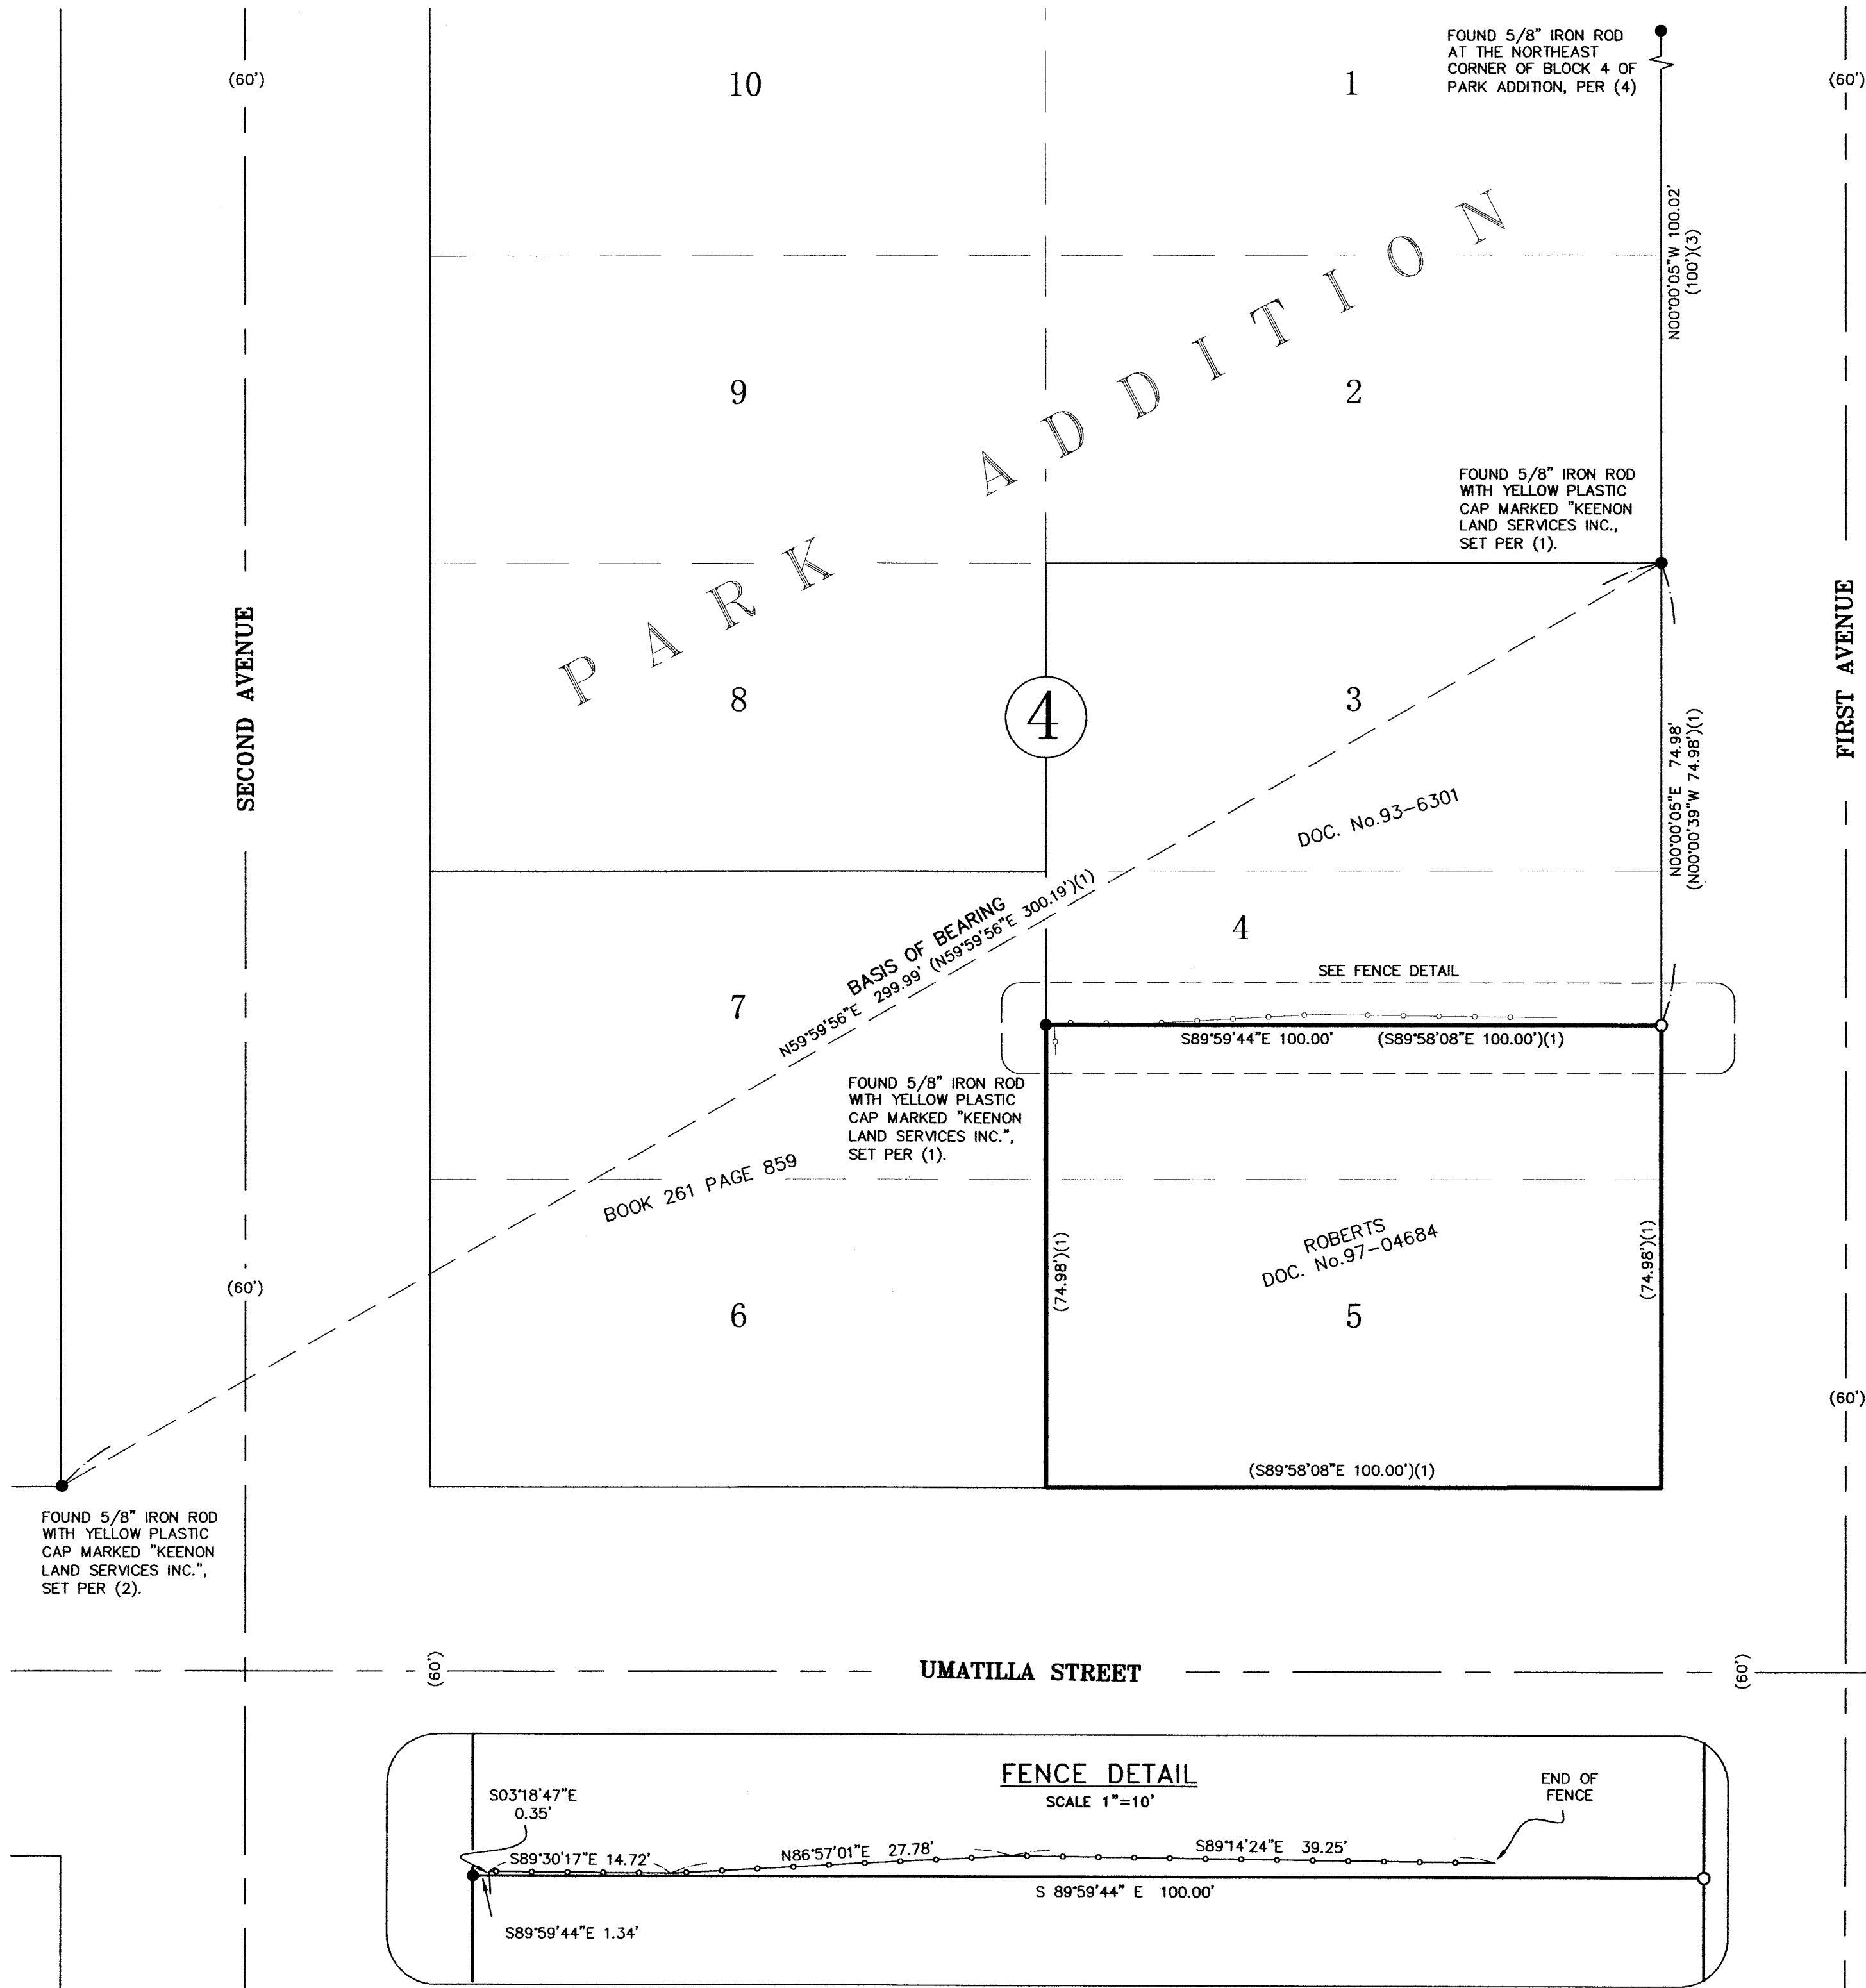 (60')
10
1
FOUND 5/8" IRON ROD
AT THE NORTHEAST
CORNER OF BLOCK 4 OF
PARK ADDITION, PER (4)
(60')
N00°00'05"W 100.02'
(100')(3)
PARK ADDITION
9
2
FOUND 5/8" IRON ROD
WITH YELLOW PLASTIC
CAP MARKED "KEENON
LAND SERVICES INC.,
SET PER (1).
SECOND AVENUE
FIRST AVENUE
8
4
3
N00°00'05"E 74.98'
(N00°00'39"W 74.98')(1)
DOC. No.93-6301
BASIS OF BEARING
N59°59'56"E 299.99' (N59°59'56"E 300.19')(1)
4
SEE FENCE DETAIL
7
S89°59'44"E 100.00' (S89°58'08"E 100.00')(1)
FOUND 5/8" IRON ROD
WITH YELLOW PLASTIC
CAP MARKED "KEENON
LAND SERVICES INC.",
SET PER (1).
BOOK 261 PAGE 859
ROBERTS
DOC. No.97-04684
(74.98')(1)
(74.98')(1)
(60')
6
5
(60')
(S89°58'08"E 100.00')(1)
FOUND 5/8" IRON ROD
WITH YELLOW PLASTIC
CAP MARKED "KEENON
LAND SERVICES INC.",
SET PER (2).
(60')
UMATILLA STREET
(60')
FENCE DETAIL
SCALE 1"=10'
S03°18'47"E
0.35'
END OF
FENCE
S89°30'17"E 14.72'
N86°57'01"E 27.78'
S89°14'24"E 39.25'
S 89°59'44" E 100.00'
S89°59'44"E 1.34'